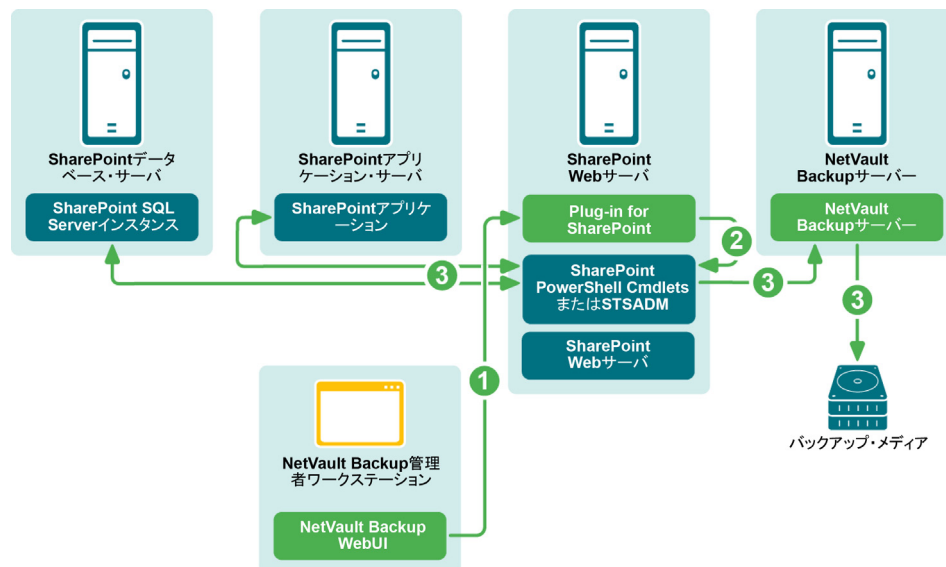 SharePointデータ
ベース・サーバ
SharePoint SQL
Serverインスタンス
SharePointアプリ
ケーション・サーバ
SharePointアプリケ
ーション
SharePoint
Webサーバ
Plug-in for
SharePoint
SharePoint
PowerShell Cmdlets
またはSTSADM
SharePoint
Webサーバ
NetVault
Backupサーバー
NetVault
Backupサーバー
2
3
3
3
1
バックアップ・メディア
NetVault Backup管理
者ワークステーション
NetVault Backup
WebUI